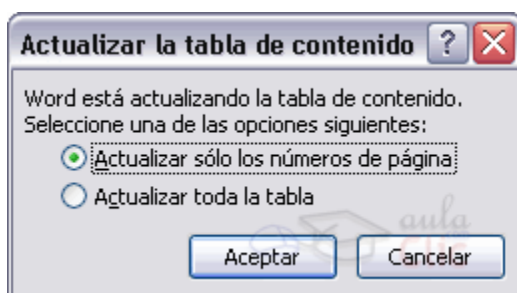 Actualizar la tabla de contenido
Word está actualizando la tabla de contenido.
Seleccione una de las opciones siguientes:
Actualizar sólo los números de página
Actualizar toda la tabla
aula
CLIC
Aceptar
Cancelar